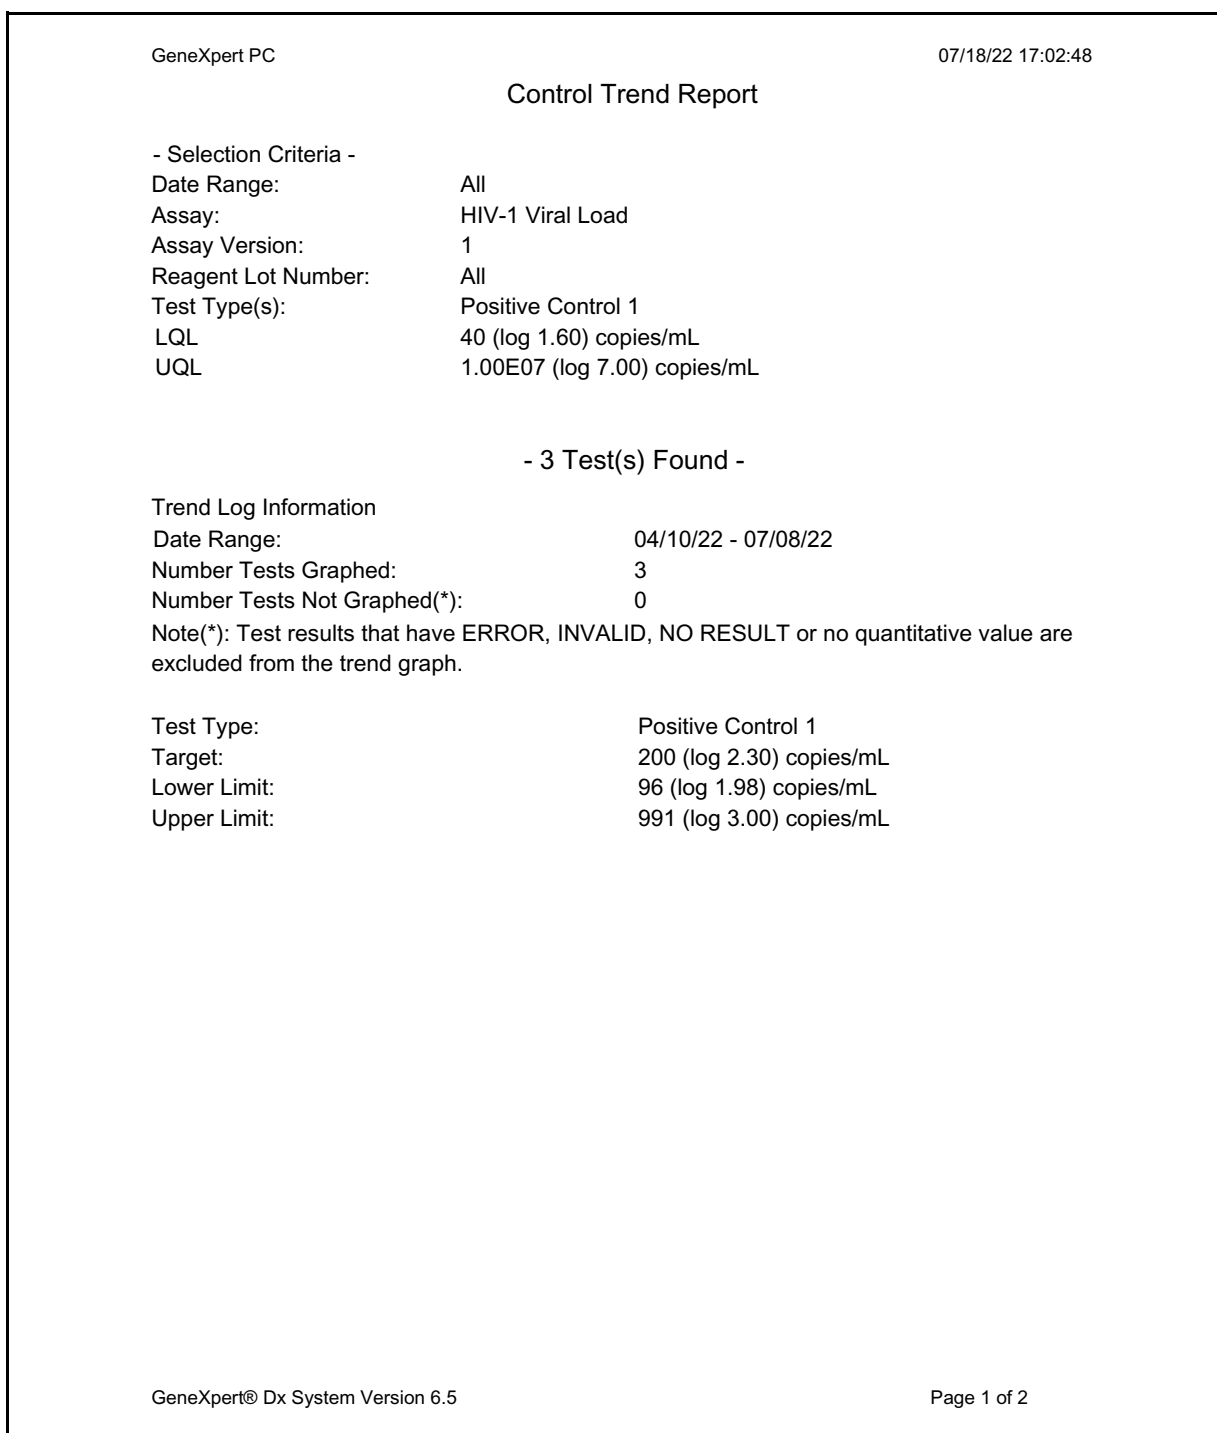 GeneXpert PC 07/18/22 17:02:48
Control Trend Report
- Selection Criteria -
Date Range: All
Assay: HIV-1 Viral Load
Assay Version: 1
Reagent Lot Number: All
Test Type(s): Positive Control 1
LQL 40 (log 1.60) copies/mL
UQL 1.00E07 (log 7.00) copies/mL
- 3 Test(s) Found -
Trend Log Information
Date Range: 04/10/22 - 07/08/22
Number Tests Graphed: 3
Number Tests Not Graphed(*): 0
Note(*): Test results that have ERROR, INVALID, NO RESULT or no quantitative value are
excluded from the trend graph.
Test Type: Positive Control 1
Target: 200 (log 2.30) copies/mL
Lower Limit: 96 (log 1.98) copies/mL
Upper Limit: 991 (log 3.00) copies/mL
GeneXpert® Dx System Version 6.5 Page 1 of 2